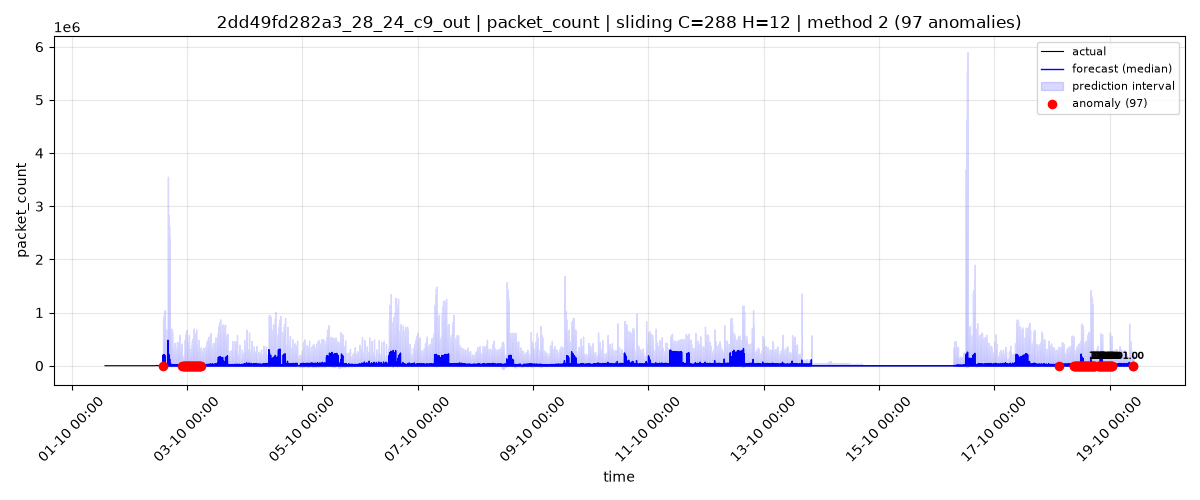 2dd49fd282a3_28_24_c9_out | packet_count | sliding C=288 H=12 | method 2 (97 anomalies)
1e6
6
5
4
3
2
1
0
packet_count
actual
forecast (median)
prediction interval
anomaly (97)
1.00
01-10 00:00
03-10 00:00
05-10 00:00
07-10 00:00
09-10 00:00
11-10 00:00
13-10 00:00
15-10 00:00
17-10 00:00
19-10 00:00
time